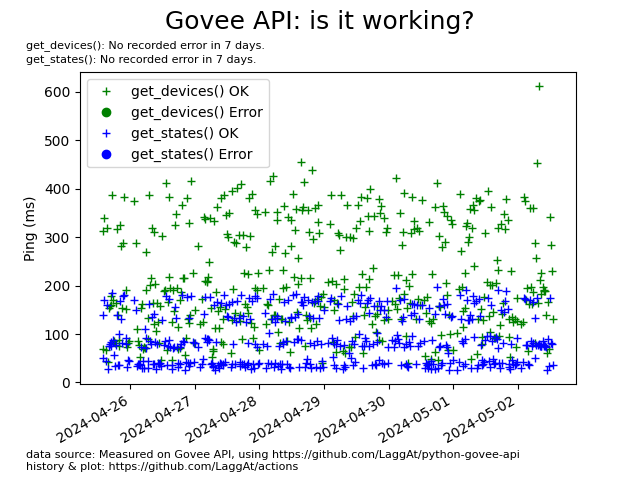 Govee API: is it working?
get_devices(): No recorded error in 7 days.
get_states(): No recorded error in 7 days.
get_devices() OK
get_devices() Error
get_states() OK
get_states() Error
Ping (ms)
600
500
400
300
200
100
0
2024-04-26
2024-04-27
2024-04-28
2024-04-29
2024-04-30
2024-05-01
2024-05-02
data source: Measured on Govee API, using https://github.com/LaggAt/python-govee-api
history & plot: https://github.com/LaggAt/actions